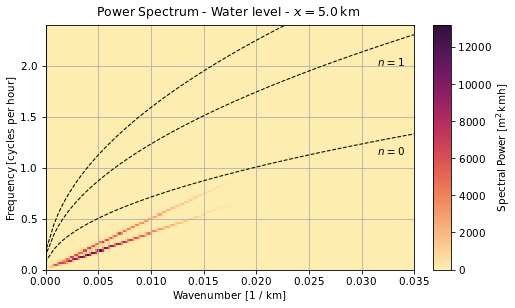 Power Spectrum - Water level - x = 5.0 km
Frequency [cycles per hour]
2.0
1.5
1.0
0.5
0.0
n = 1
n = 0
0.000 0.005 0.010 0.015 0.020 0.025 0.030 0.035
Wavenumber [1 / km]
12000
10000
8000
6000
4000
2000
0
Spectral Power [m² km h]